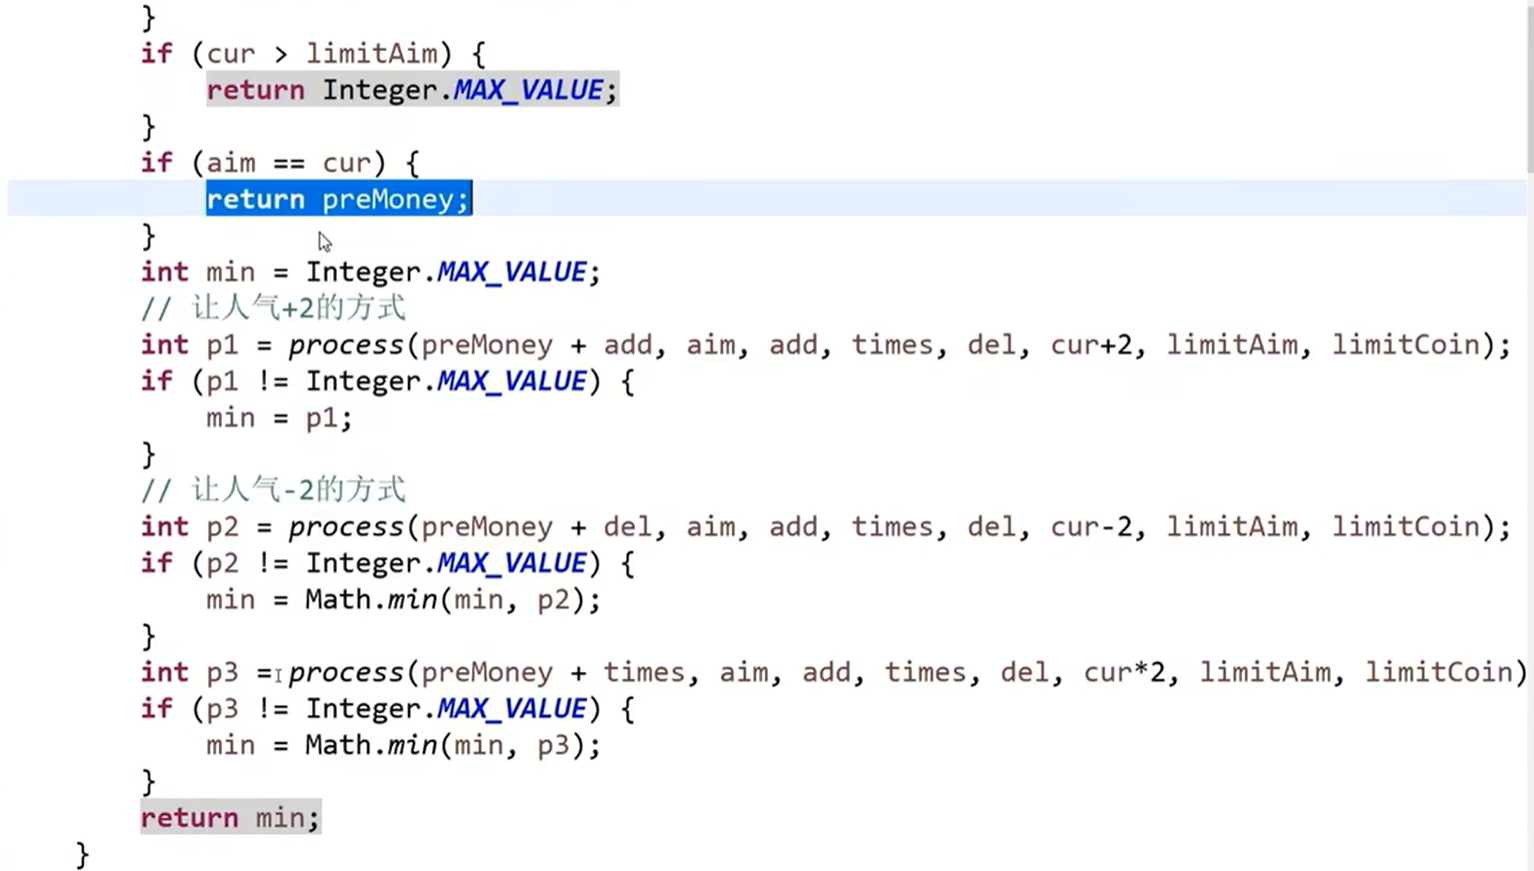 }
if (cur > limitAim) {
return Integer.MAX_VALUE;
}
if (aim == cur) {
return preMoney;
}
int min = Integer.MAX_VALUE;
// 让人气+2的方式
int p1 = process(preMoney + add, aim, add, times, del, cur+2, limitAim, limitCoin);
if (p1 != Integer.MAX_VALUE) {
min = p1;
}
// 让人气-2的方式
int p2 = process(preMoney + del, aim, add, times, del, cur-2, limitAim, limitCoin);
if (p2 != Integer.MAX_VALUE) {
min = Math.min(min, p2);
}
int p3 = process(preMoney + times, aim, add, times, del, cur*2, limitAim, limitCoin)
if (p3 != Integer.MAX_VALUE) {
min = Math.min(min, p3);
}
return min;
}